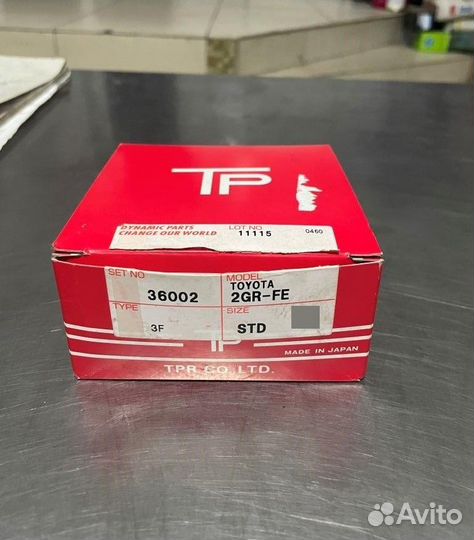 TP
DYNAMIC PARTS
CHANGE OUR WORLD
LOT NO
11115
0460
SET NO
36002
MODEL
TOYOTA
2GR-FE
TYPE
3F
SIZE
STD
TP
MADE IN JAPAN
TPR CO.,LTD.
Avito